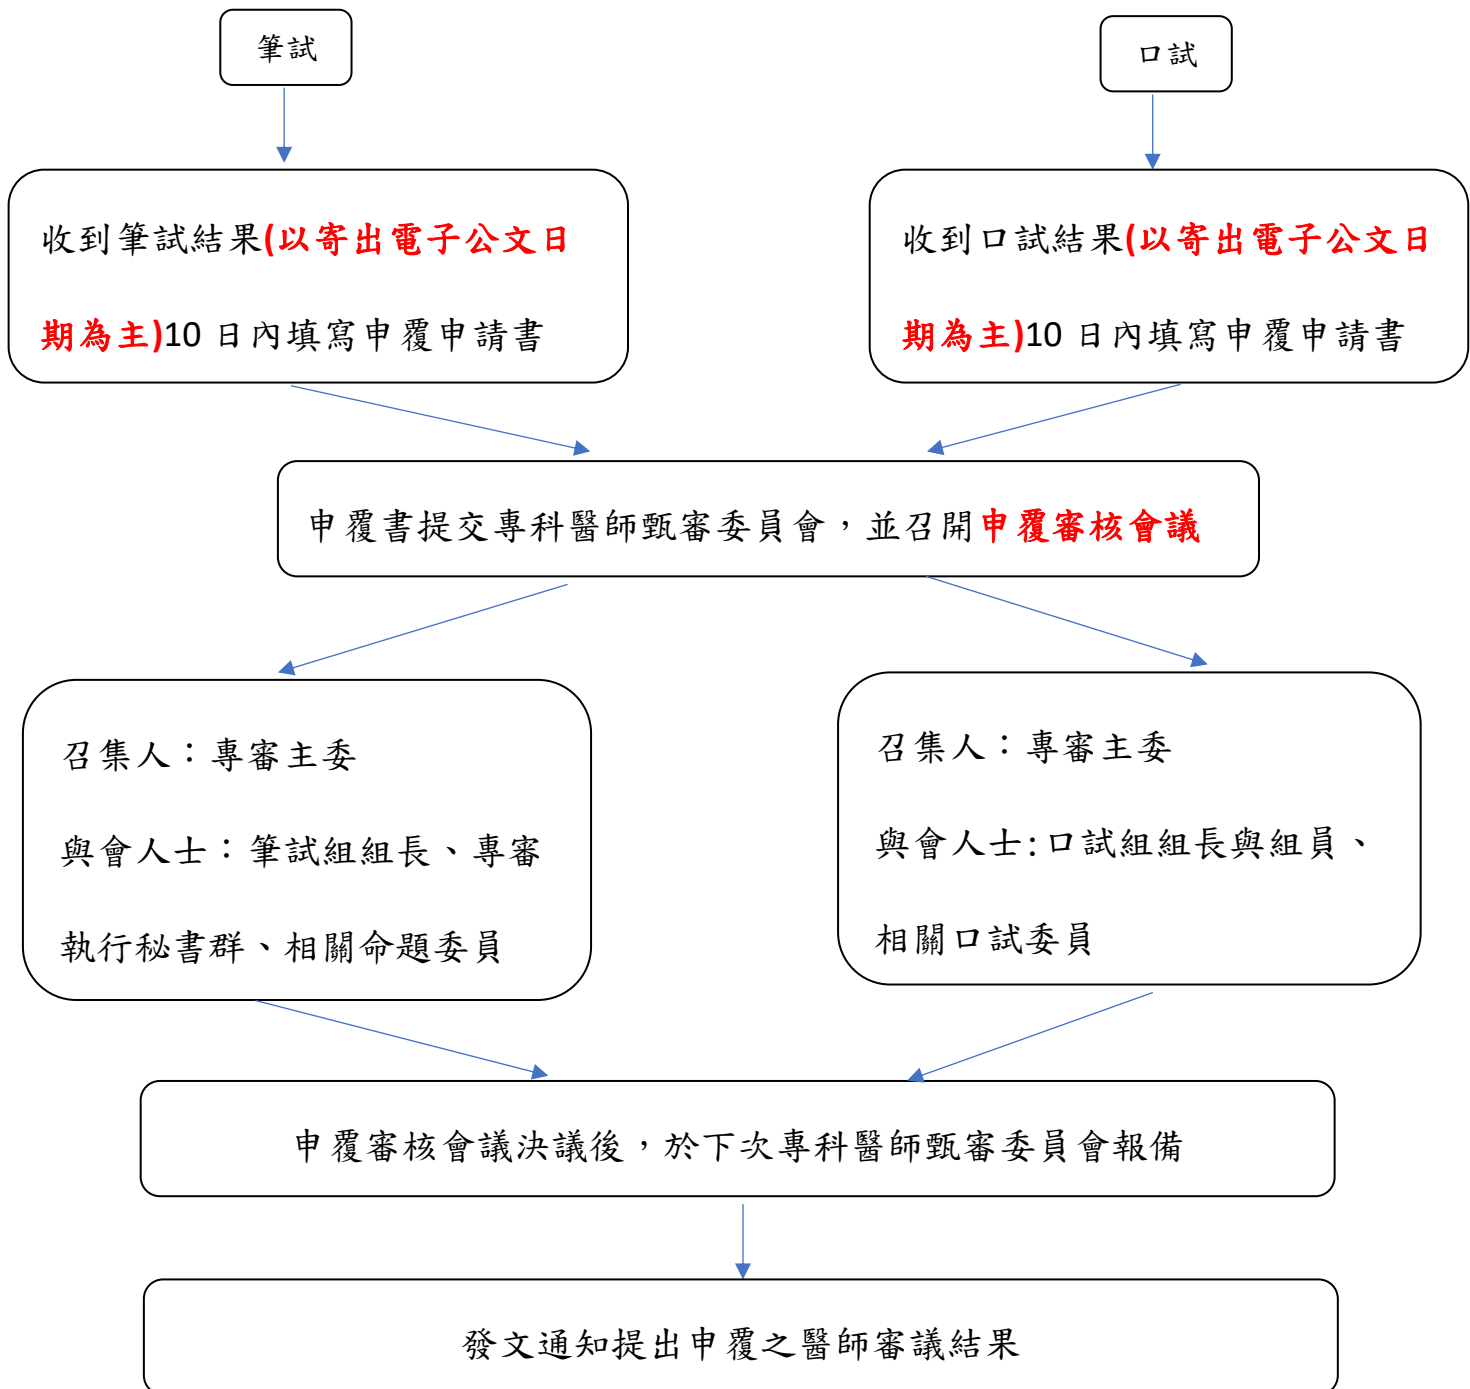 筆試
口試
收到筆試結果(以寄出電子公文日
期為主)10 日內填寫申覆申請書
收到口試結果(以寄出電子公文日
期為主)10 日內填寫申覆申請書
申覆書提交專科醫師甄審委員會，並召開申覆審核會議
召集人：專審主委
與會人士：筆試組組長、專審
執行秘書群、相關命題委員
召集人：專審主委
與會人士:口試組組長與組員、
相關口試委員
申覆審核會議決議後，於下次專科醫師甄審委員會報備
發文通知提出申覆之醫師審議結果